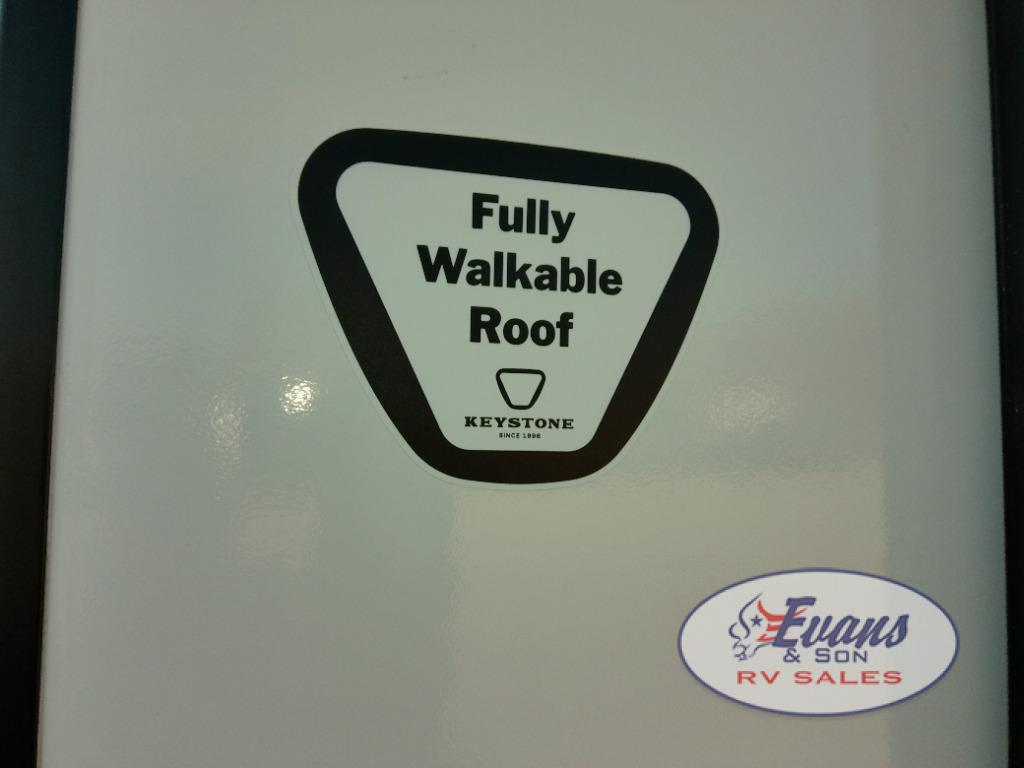 Fully
Walkable
Roof
KEYSTONE
SINCE 1996
Evans
& SON
RV SALES